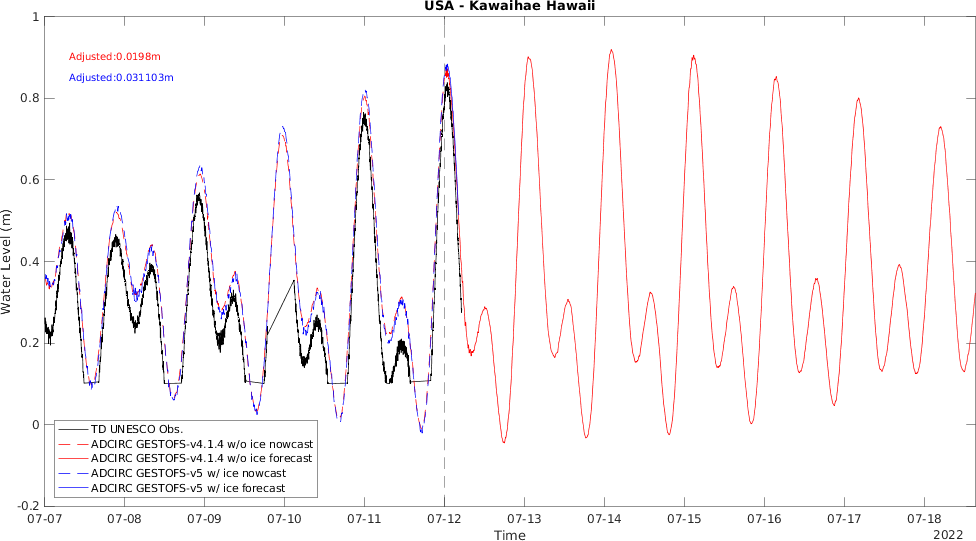 USA - Kawaihae Hawaii
1
0.8
0.6
0.4
0.2
0
-0.2
Water Level (m)
Adjusted:0.0198m
Adjusted:0.031103m
TD UNESCO Obs.
ADCIRC GESTOFS-v4.1.4 w/o ice nowcast
ADCIRC GESTOFS-v4.1.4 w/o ice forecast
ADCIRC GESTOFS-v5 w/ ice nowcast
ADCIRC GESTOFS-v5 w/ ice forecast
07-07 07-08 07-09 07-10 07-11 07-12 07-13 07-14 07-15 07-16 07-17 07-18
Time
2022